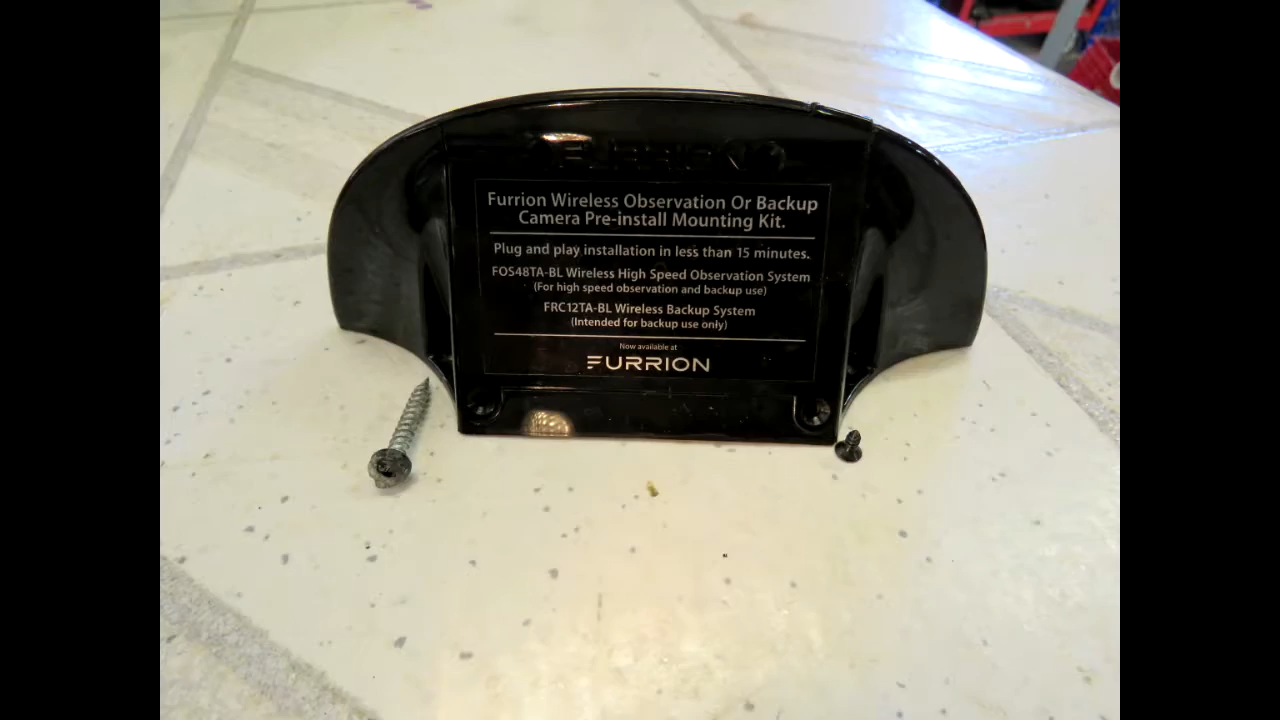 FURRION
Furrion Wireless Observation Or Backup
Camera Pre-install Mounting Kit.
Plug and play installation in less than 15 minutes.
FOS48TA-BL Wireless High Speed Observation System
(For high speed observation and backup use)
FRC12TA-BL Wireless Backup System
(Intended for backup use only)
Now available at
FURRION